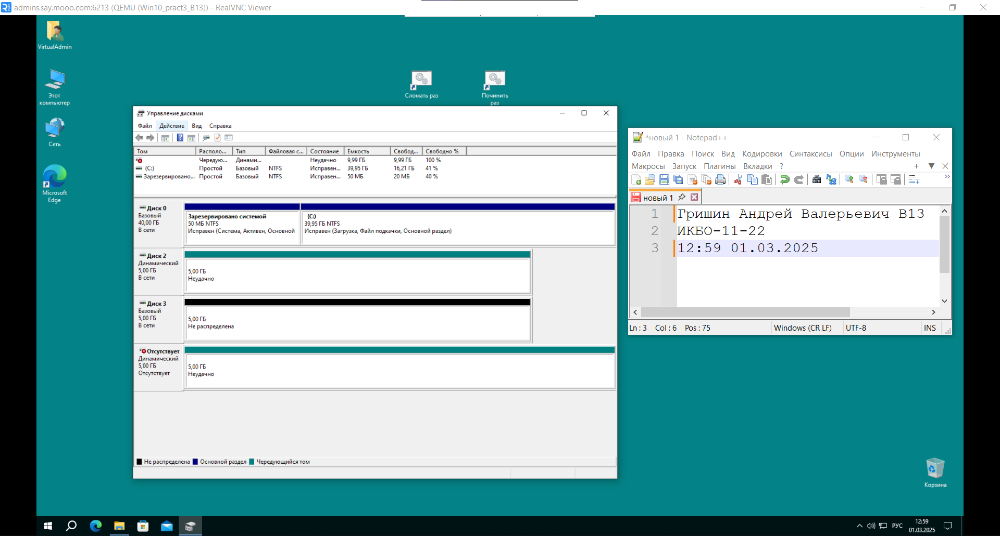 admins.say.mooo.com:6213 (QEMU (Win10_pract3_B13)) - RealVNC Viewer
VirtualAdmin
Этот
компьютер
Сеть
Microsoft
Edge
Сломать раз
Починить
раз
Управление дисками
Файл Действие Вид Справка
Том Располо... Тип Файловая с... Состояние Емкость Свобод... Свободно %
Чередую... Динами... Неудачно 9,99 ГБ 9,99 ГБ 100 %
(C:) Простой Базовый NTFS Исправен... 39,95 ГБ 16,21 ГБ 41 %
Зарезервировано... Простой Базовый NTFS Исправен... 50 МБ 20 МБ 40 %
Диск 0
Базовый
40,00 ГБ
В сети
Зарезервировано системой
50 МБ NTFS
Исправен (Система, Активен, Основной
(C:)
39,95 ГБ NTFS
Исправен (Загрузка, Файл подкачки, Основной раздел)
Диск 2
Динамический
5,00 ГБ
В сети
5,00 ГБ
Неудачно
Диск 3
Базовый
5,00 ГБ
В сети
5,00 ГБ
Не распределена
Отсутствует
Динамический
5,00 ГБ
Отсутствует
5,00 ГБ
Неудачно
Не распределена Основной раздел Чередующийся том
*новый 1 - Notepad++
Файл Правка Поиск Вид Кодировки Синтаксисы Опции Инструменты
Макросы Запуск Плагины Вкладки ?
новый 1
1 Гришин Андрей Валерьевич В13
2 ИКБО-11-22
3 12:59 01.03.2025
Ln : 3 Col : 6 Pos : 75 Windows (CR LF) UTF-8 INS
Корзина
РУС
12:59
01.03.2025